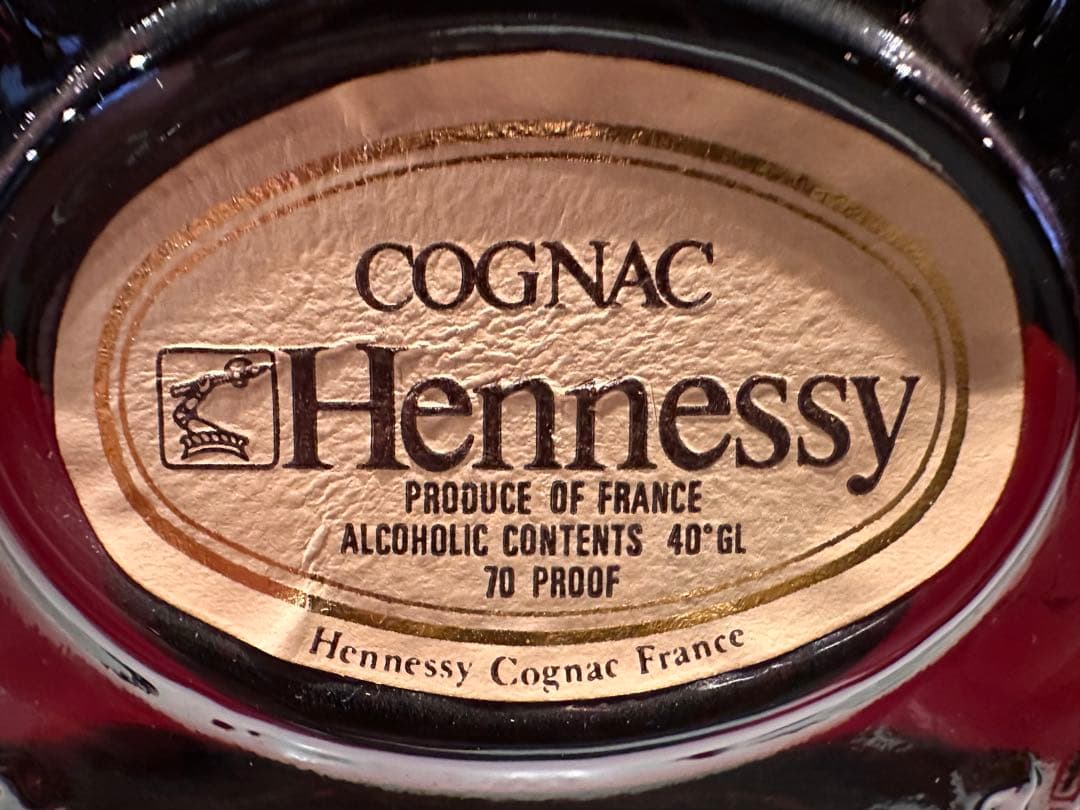 COGNAC
Hennessy
PRODUCE OF FRANCE
ALCOHOLIC CONTENTS 40°GL
70 PROOF
Hennessy Cognac France